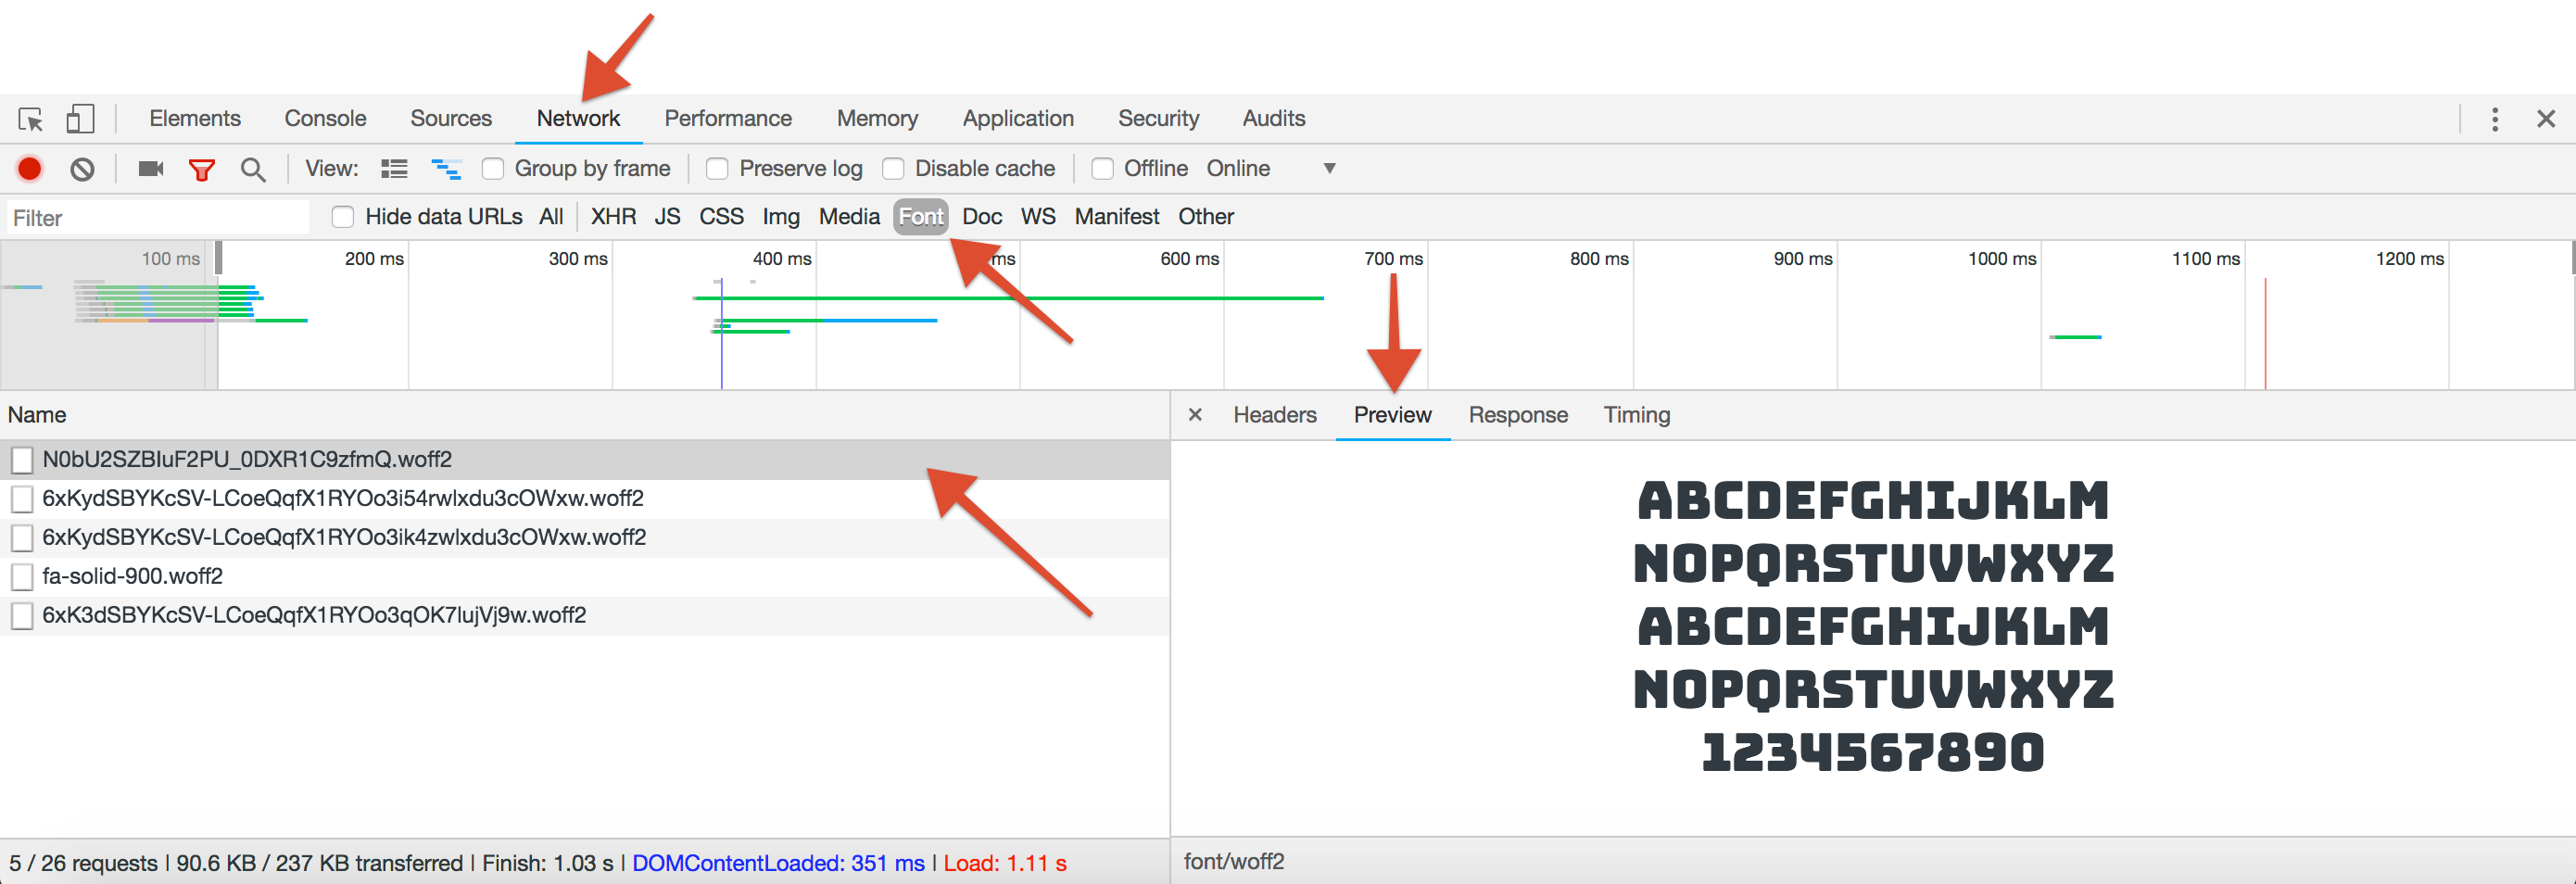 Elements Console Sources Network Performance Memory Application Security Audits
View: Group by frame Preserve log Disable cache Offline Online
Filter Hide data URLs All XHR JS CSS Img Media Font Doc WS Manifest Other
100 ms 200 ms 300 ms 400 ms ms 600 ms 700 ms 800 ms 900 ms 1000 ms 1100 ms 1200 ms
Name
Headers Preview Response Timing
N0bU2SZBIuF2PU_0DXR1C9zfmQ.woff2
6xKydSBYKcSV-LCoeQqfX1RYOo3i54rwlxdu3cOWxw.woff2
6xKydSBYKcSV-LCoeQqfX1RYOo3ik4zwlxdu3cOWxw.woff2
fa-solid-900.woff2
6xK3dSBYKcSV-LCoeQqfX1RYOo3qOK7lujVj9w.woff2
ABCDEFGHIJKLM
NOPQRSTUVWXYZ
ABCDEFGHIJKLM
NOPQRSTUVWXYZ
1234567890
5 / 26 requests | 90.6 KB / 237 KB transferred | Finish: 1.03 s | DOMContentLoaded: 351 ms | Load: 1.11 s
font/woff2